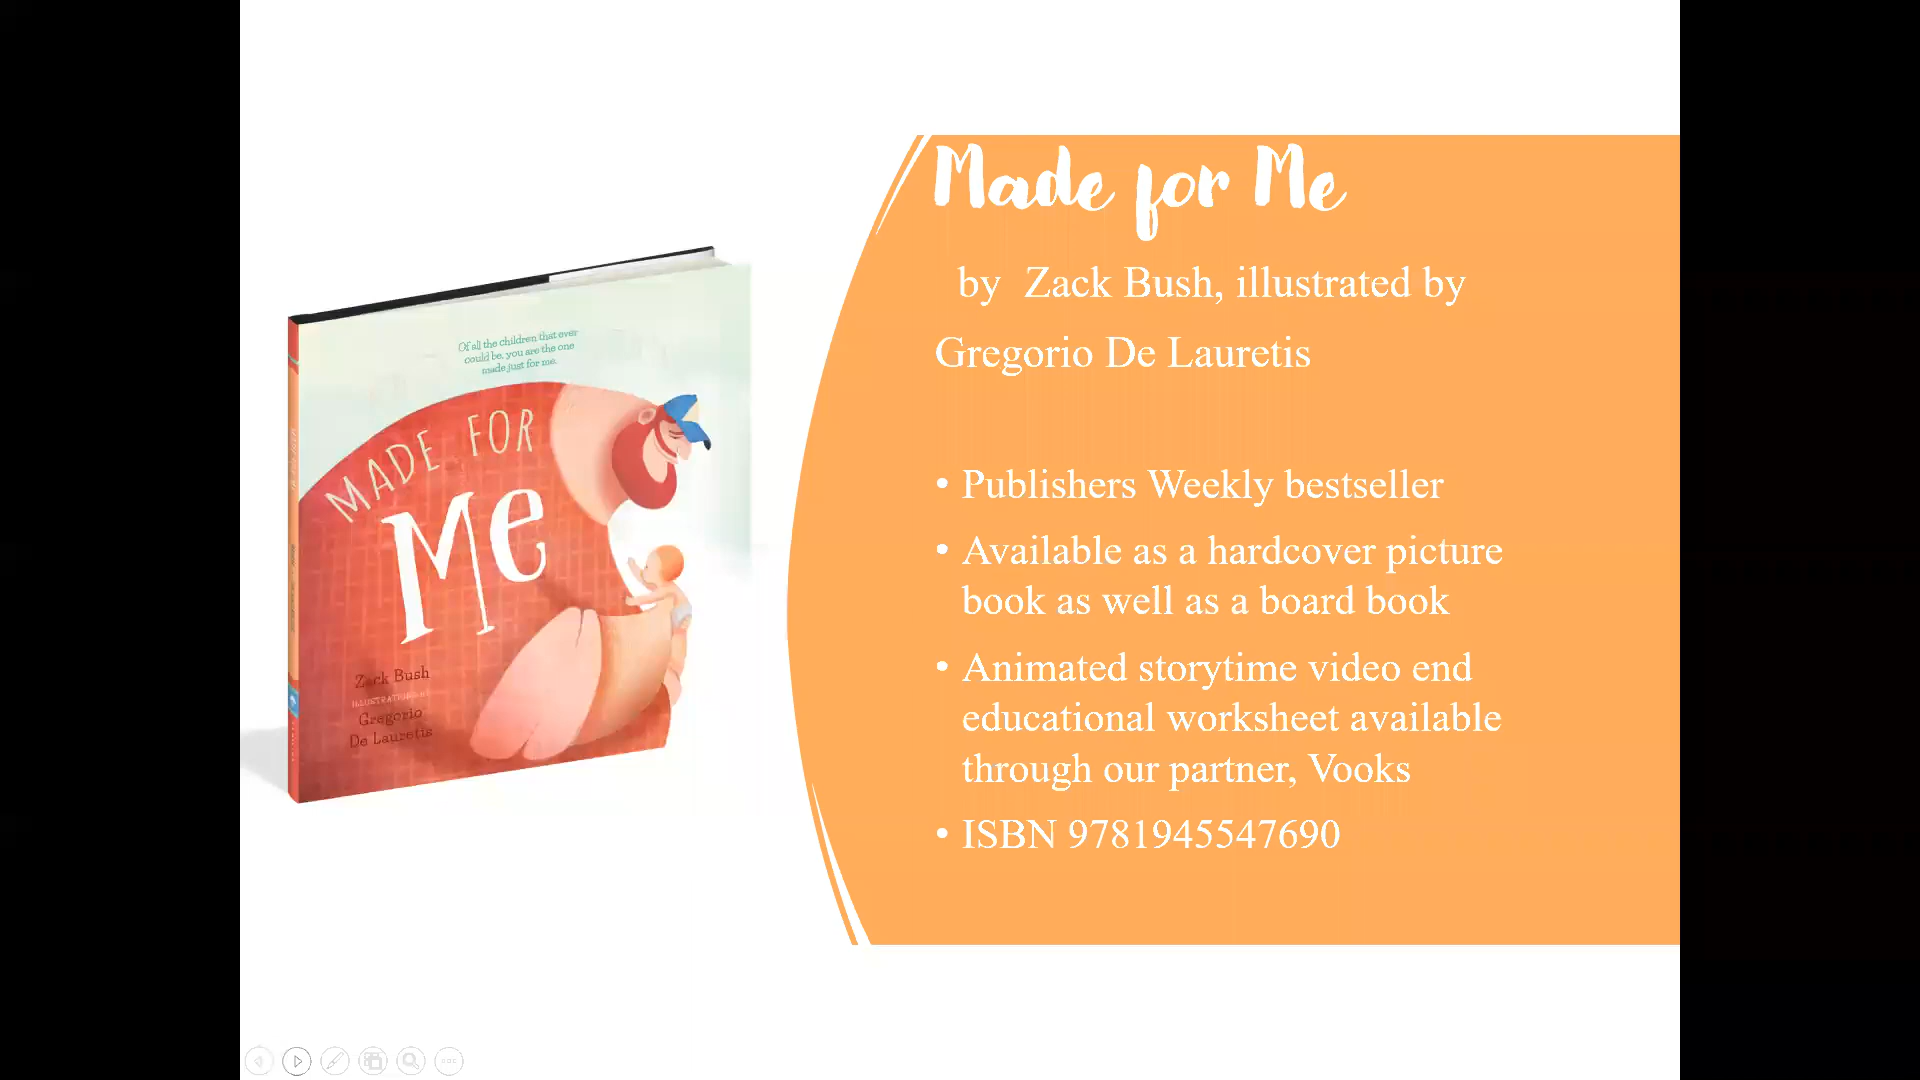 Of all the children that ever
could be, you are the one
made just for me.
MADE FOR
Me
Zack Bush
ILLUSTRATIONS BY
Gregorio
De Lauretis
Made for Me
by Zack Bush, illustrated by
Gregorio De Lauretis
• Publishers Weekly bestseller
• Available as a hardcover picture
book as well as a board book
• Animated storytime video end
educational worksheet available
through our partner, Vooks
• ISBN 9781945547690